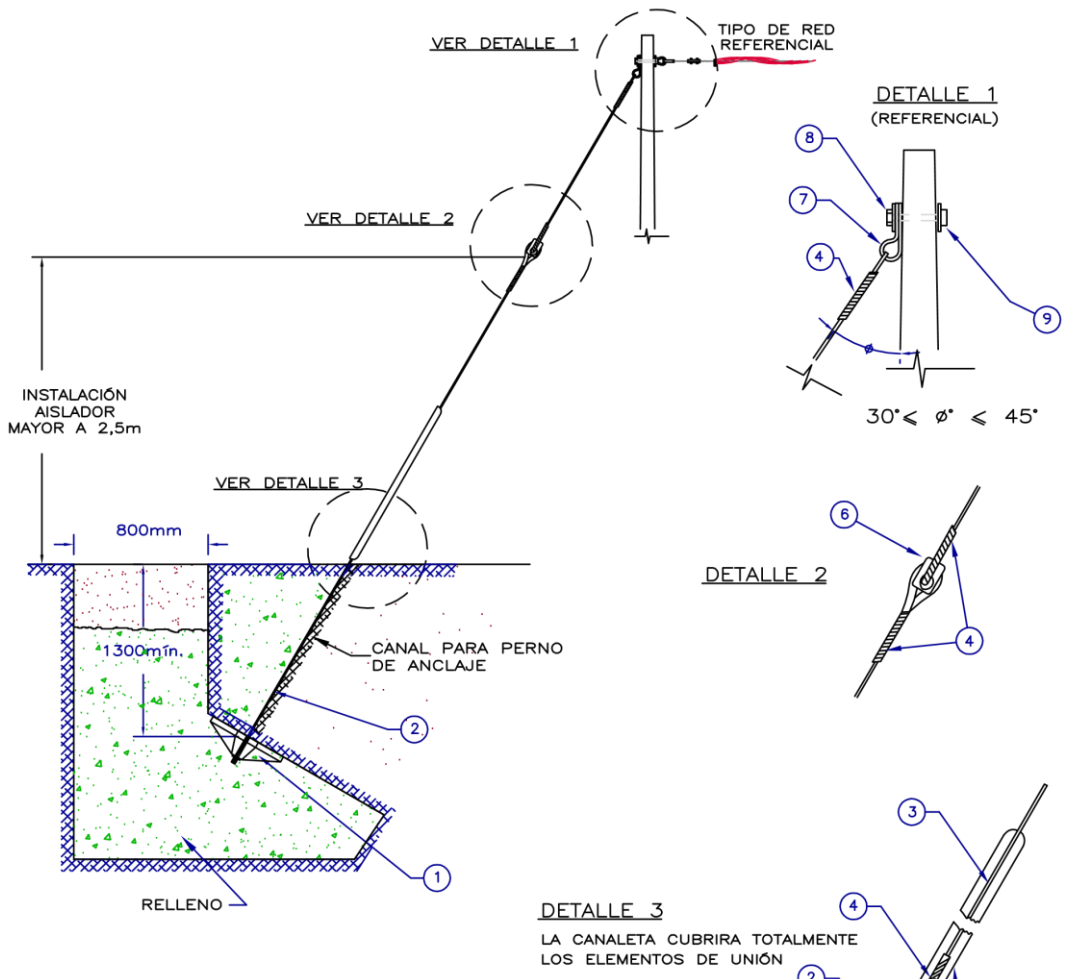 VER DETALLE 1
TIPO DE RED
REFERENCIAL
DETALLE 1
(REFERENCIAL)
8
7
4
9
ø
30°≤ ø° ≤ 45°
VER DETALLE 2
INSTALACIÓN
AISLADOR
MAYOR A 2,5m
VER DETALLE 3
800mm
1300mín.
CANAL PARA PERNO
DE ANCLAJE
2
1
RELLENO
6
DETALLE 2
4
3
4
DETALLE 3
LA CANALETA CUBRIRA TOTALMENTE
LOS ELEMENTOS DE UNIÓN
2